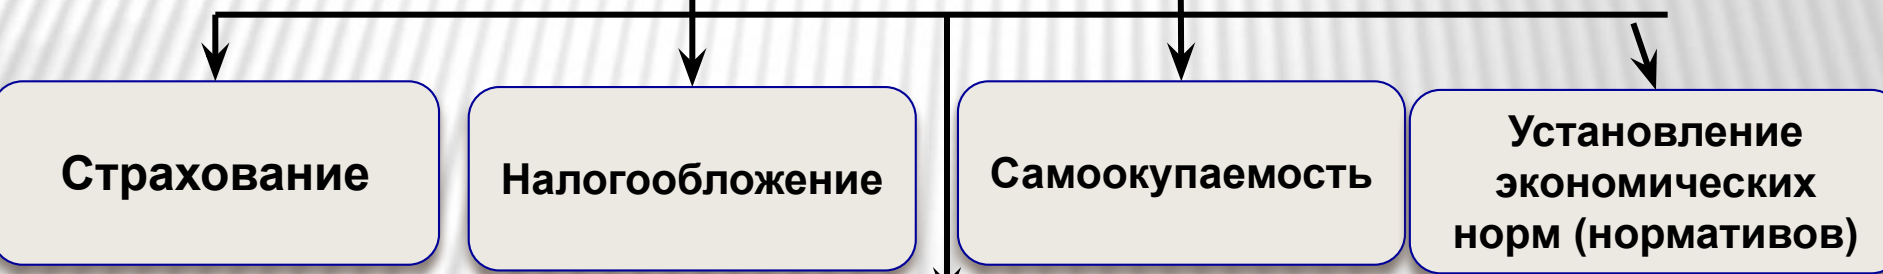 Страхование
Налогообложение
Самоокупаемость
Установление
экономических
норм (нормативов)